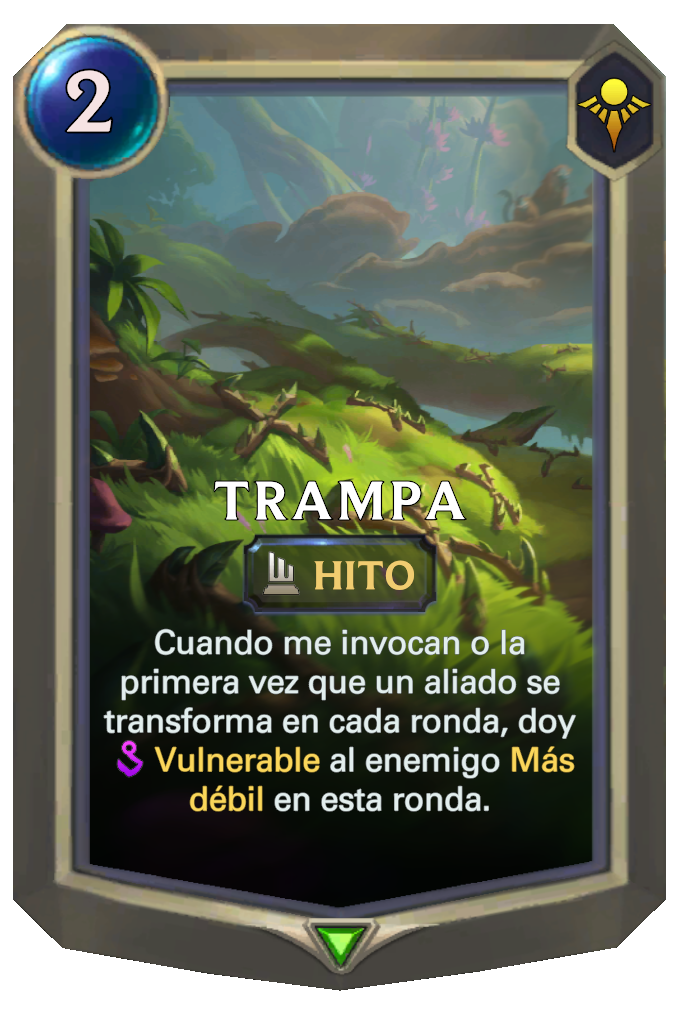 2
TRAMPA
HITO
Cuando me invocan o la
primera vez que un aliado se
transforma en cada ronda, doy
Vulnerable al enemigo Más
débil en esta ronda.